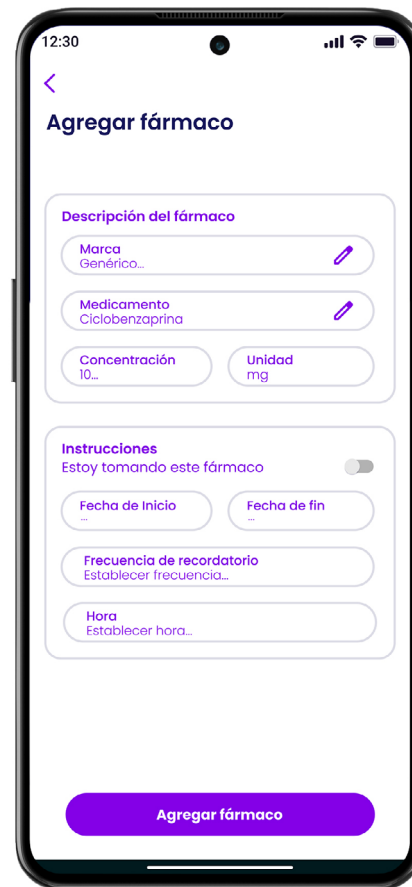 12:30
Agregar fármaco
Descripción del fármaco
Marca
Genérico...
Medicamento
Ciclobenzaprina
Concentración
10...
Unidad
mg
Instrucciones
Estoy tomando este fármaco
Fecha de Inicio
...
Fecha de fin
...
Frecuencia de recordatorio
Establecer frecuencia...
Hora
Establecer hora...
Agregar fármaco